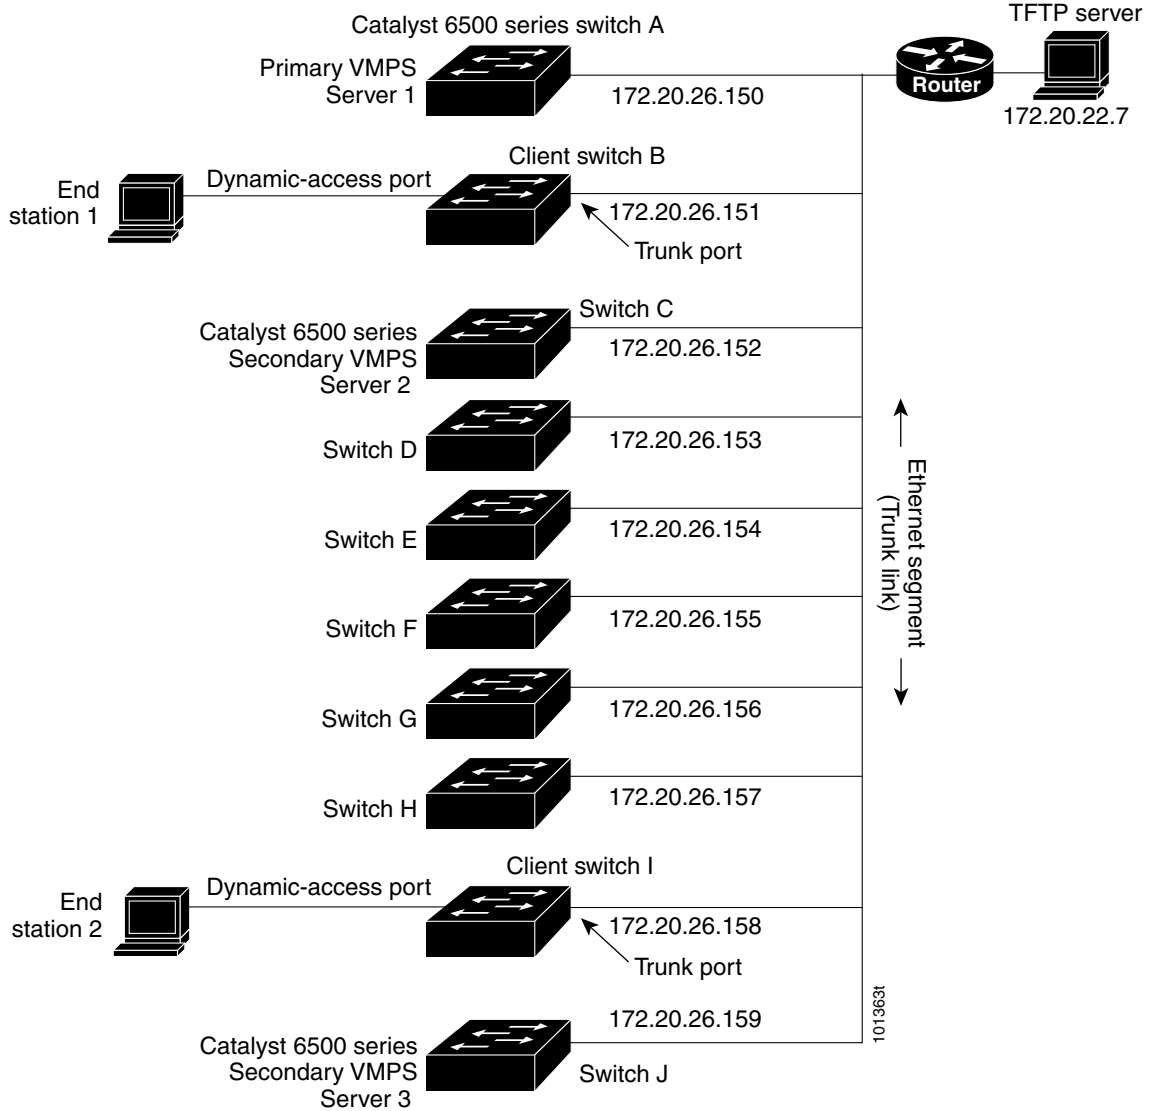 TFTP server
Catalyst 6500 series switch A
Primary VMPS
Server 1
172.20.26.150
Router
172.20.22.7
Client switch B
Dynamic-access port
End
station 1
172.20.26.151
Trunk port
Switch C
Catalyst 6500 series
Secondary VMPS
Server 2
172.20.26.152
Switch D
172.20.26.153
Ethernet segment
(Trunk link)
Switch E
172.20.26.154
Switch F
172.20.26.155
Switch G
172.20.26.156
Switch H
172.20.26.157
Client switch I
Dynamic-access port
End
station 2
172.20.26.158
Trunk port
101363t
172.20.26.159
Catalyst 6500 series
Secondary VMPS
Server 3
Switch J